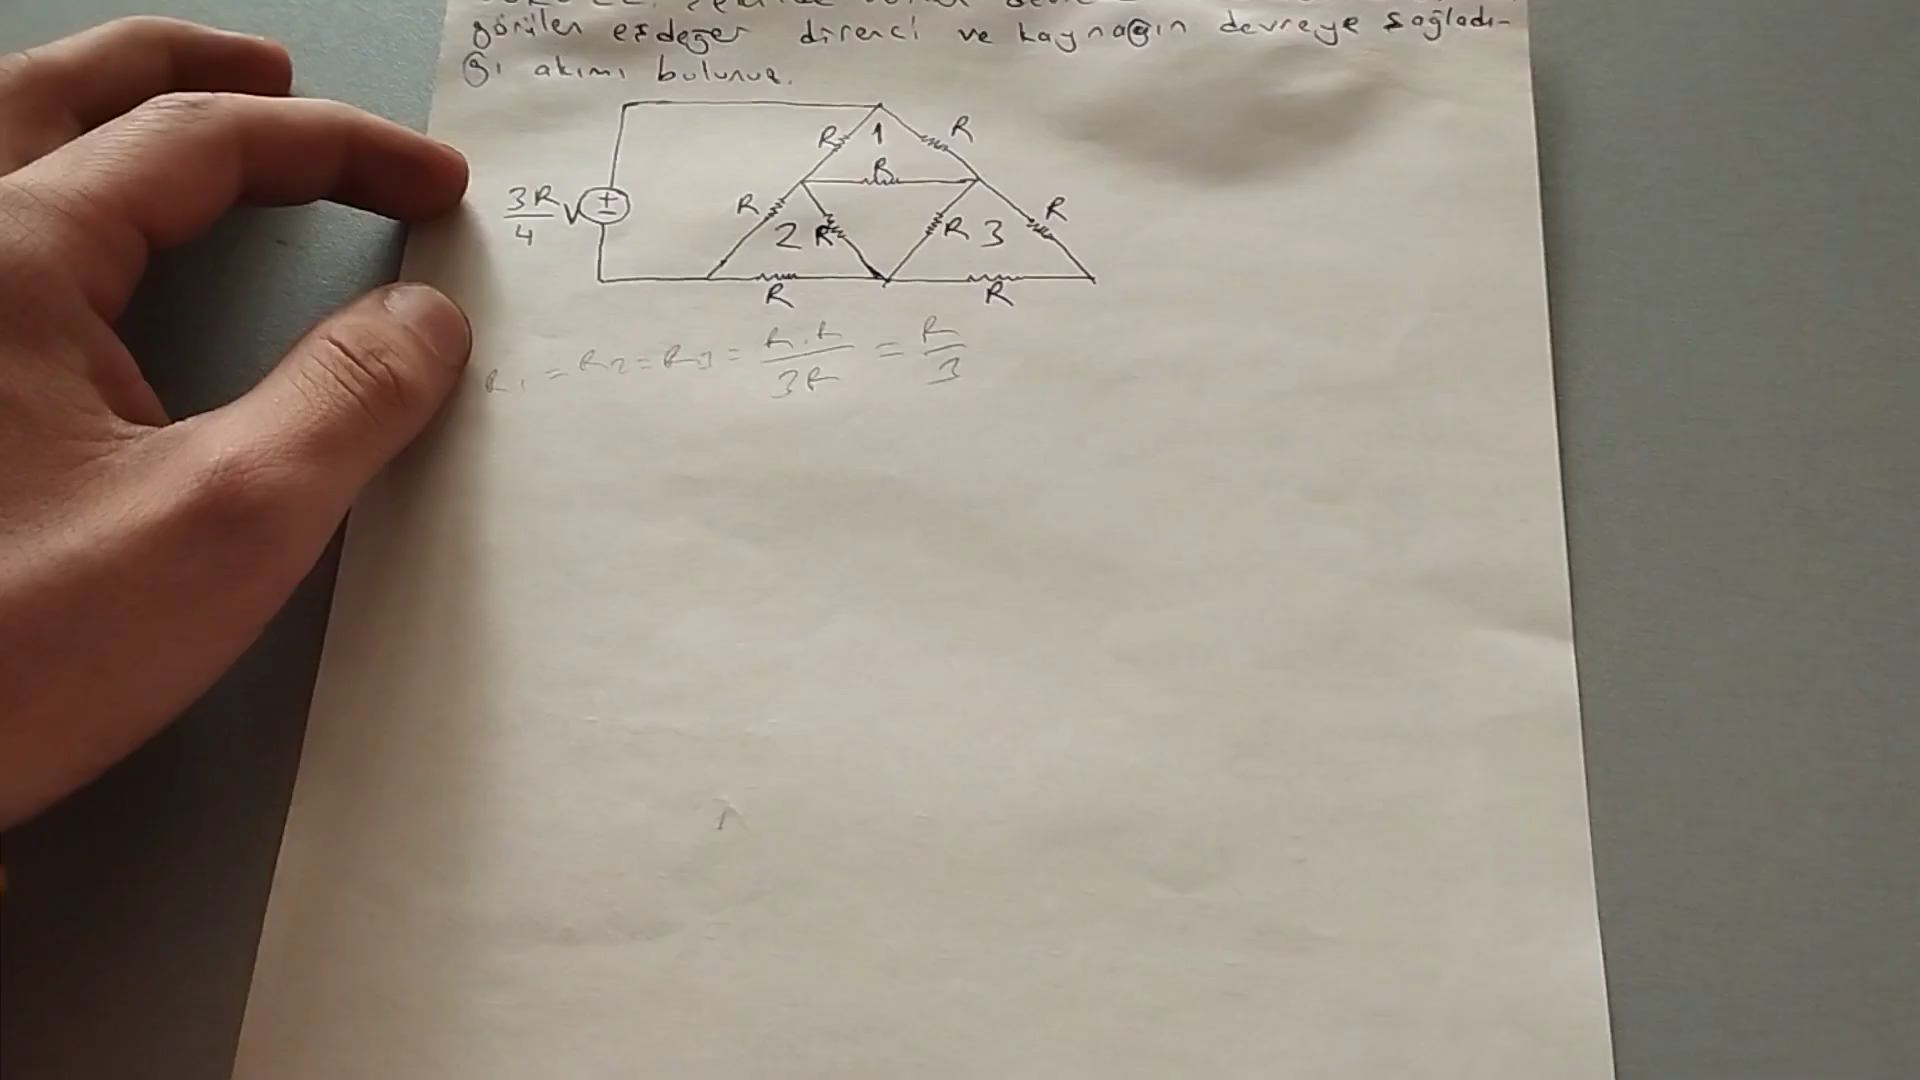 görülen eşdeğer direnci ve kaynağın devreye sağladı-
ğı akımı bulunuz.
R 1 R
R
3R/4 V + -
R 2 R R 3 R
R R
R1 = R2 = R3 = R.R/3R = R/3